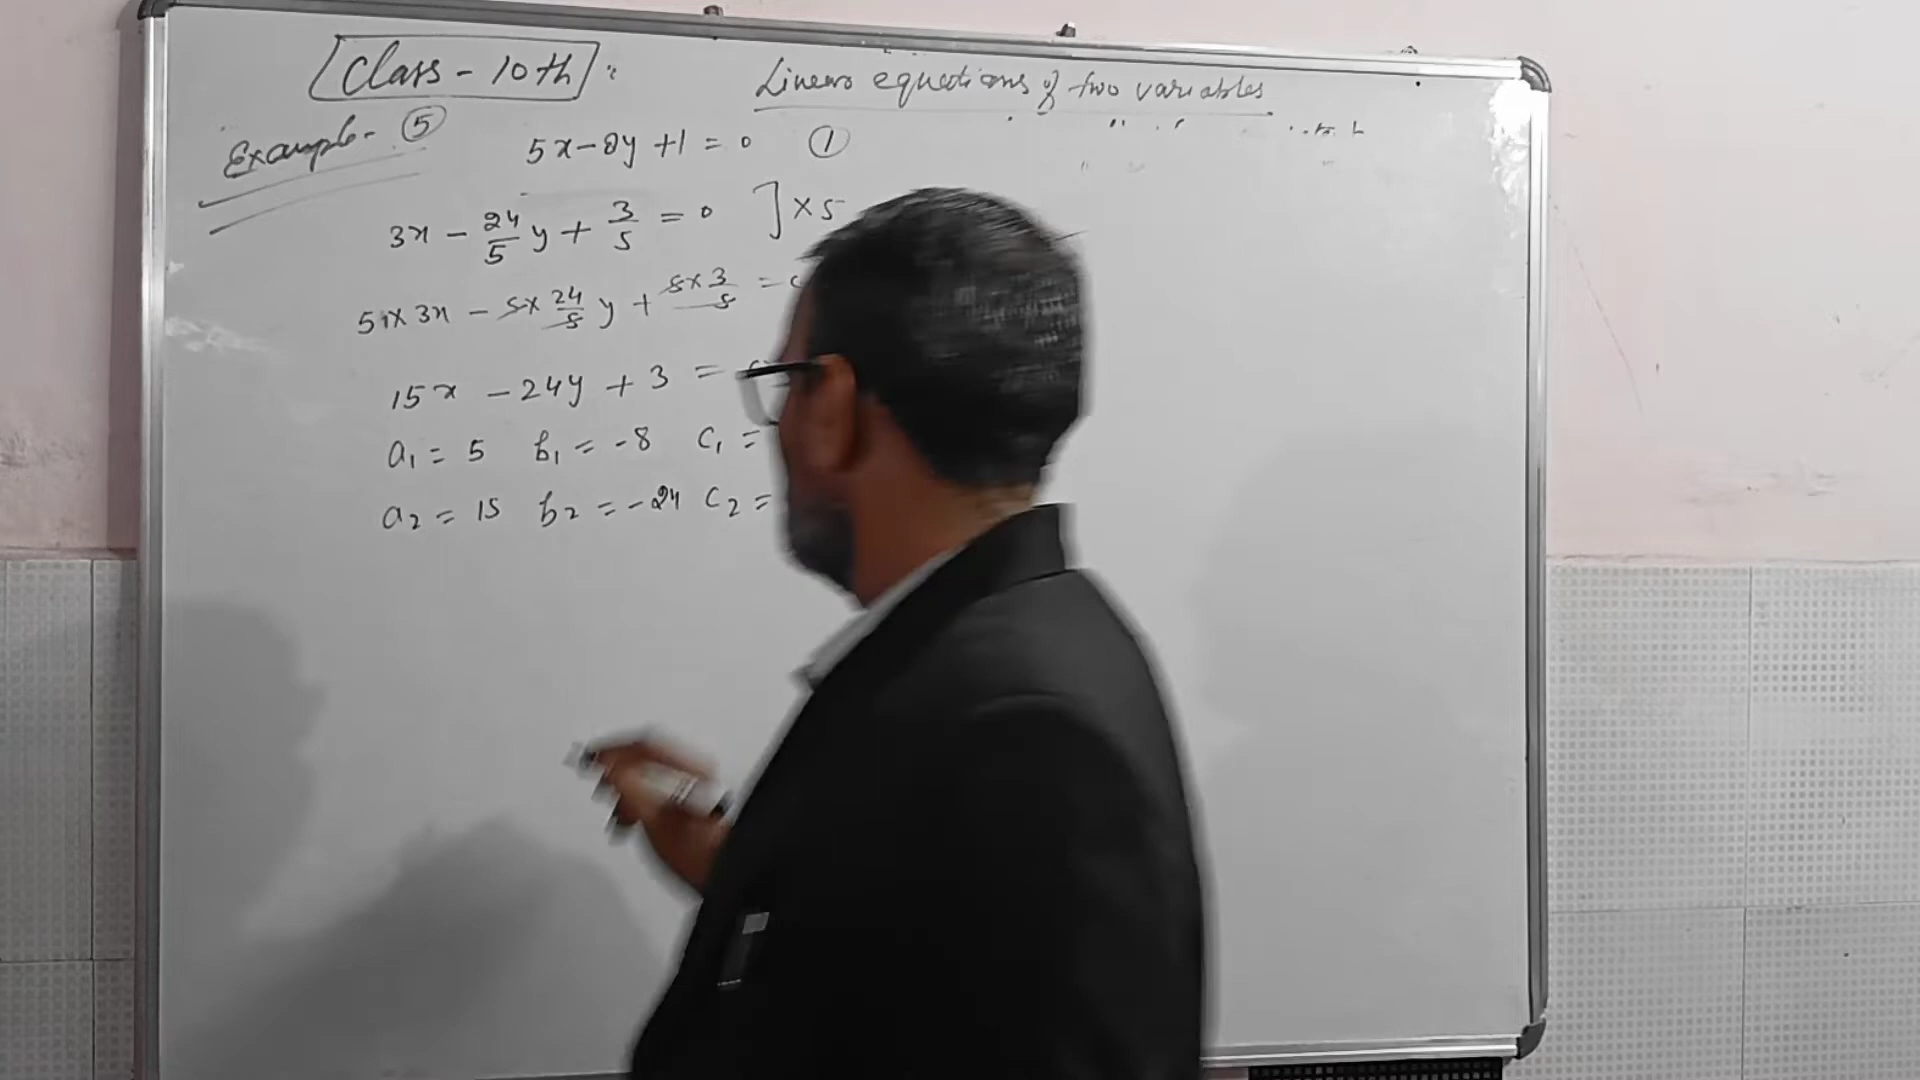 Class - 10th :
Linear equations of two variables
Example- ⑤
5x-8y +1 = 0 ①
3x - 24/5 y + 3/5 = 0 ] × 5
5 × 3x - 5× 24/5 y + 5×3/5 =
15x - 24y + 3 =
a₁ = 5 b₁ = -8 c₁ =
a₂ = 15 b₂ = -24 c₂ =